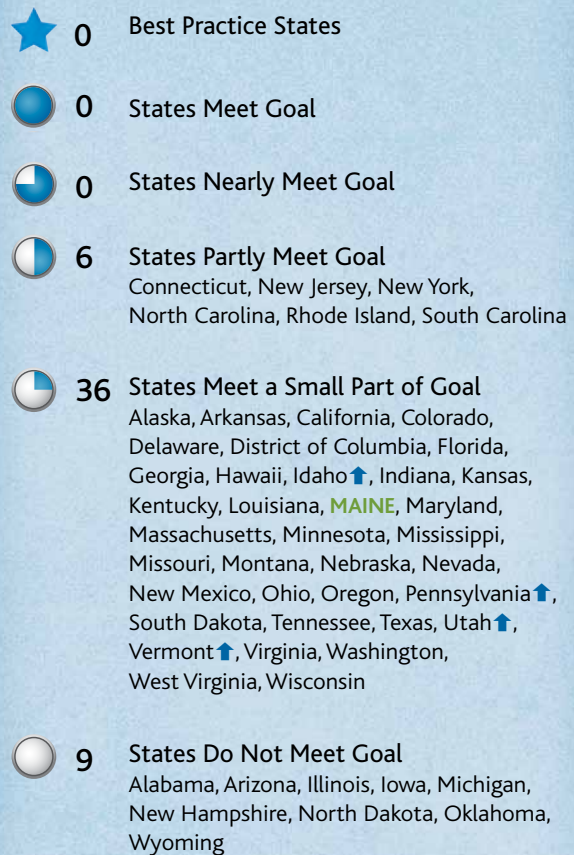 0 Best Practice States
0 States Meet Goal
0 States Nearly Meet Goal
6 States Partly Meet Goal
Connecticut, New Jersey, New York,
North Carolina, Rhode Island, South Carolina
36 States Meet a Small Part of Goal
Alaska, Arkansas, California, Colorado,
Delaware, District of Columbia, Florida,
Georgia, Hawaii, Idaho⬆, Indiana, Kansas,
Kentucky, Louisiana, MAINE, Maryland,
Massachusetts, Minnesota, Mississippi,
Missouri, Montana, Nebraska, Nevada,
New Mexico, Ohio, Oregon, Pennsylvania⬆,
South Dakota, Tennessee, Texas, Utah⬆,
Vermont⬆, Virginia, Washington,
West Virginia, Wisconsin
9 States Do Not Meet Goal
Alabama, Arizona, Illinois, Iowa, Michigan,
New Hampshire, North Dakota, Oklahoma,
Wyoming